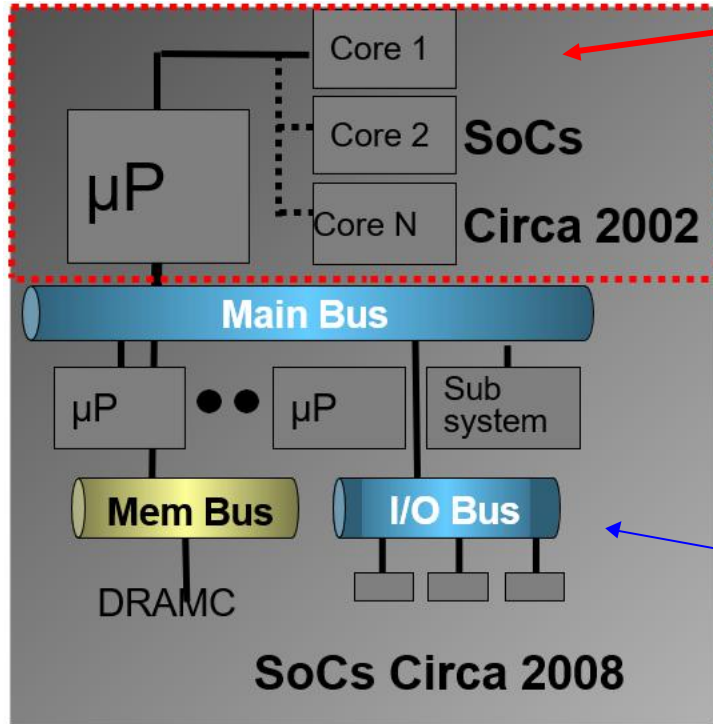 Core 1
μP
Core 2
SoCs
Core N
Circa 2002
Main Bus
μP
μP
Sub
system
Mem Bus
I/O Bus
DRAMC
SoCs Circa 2008